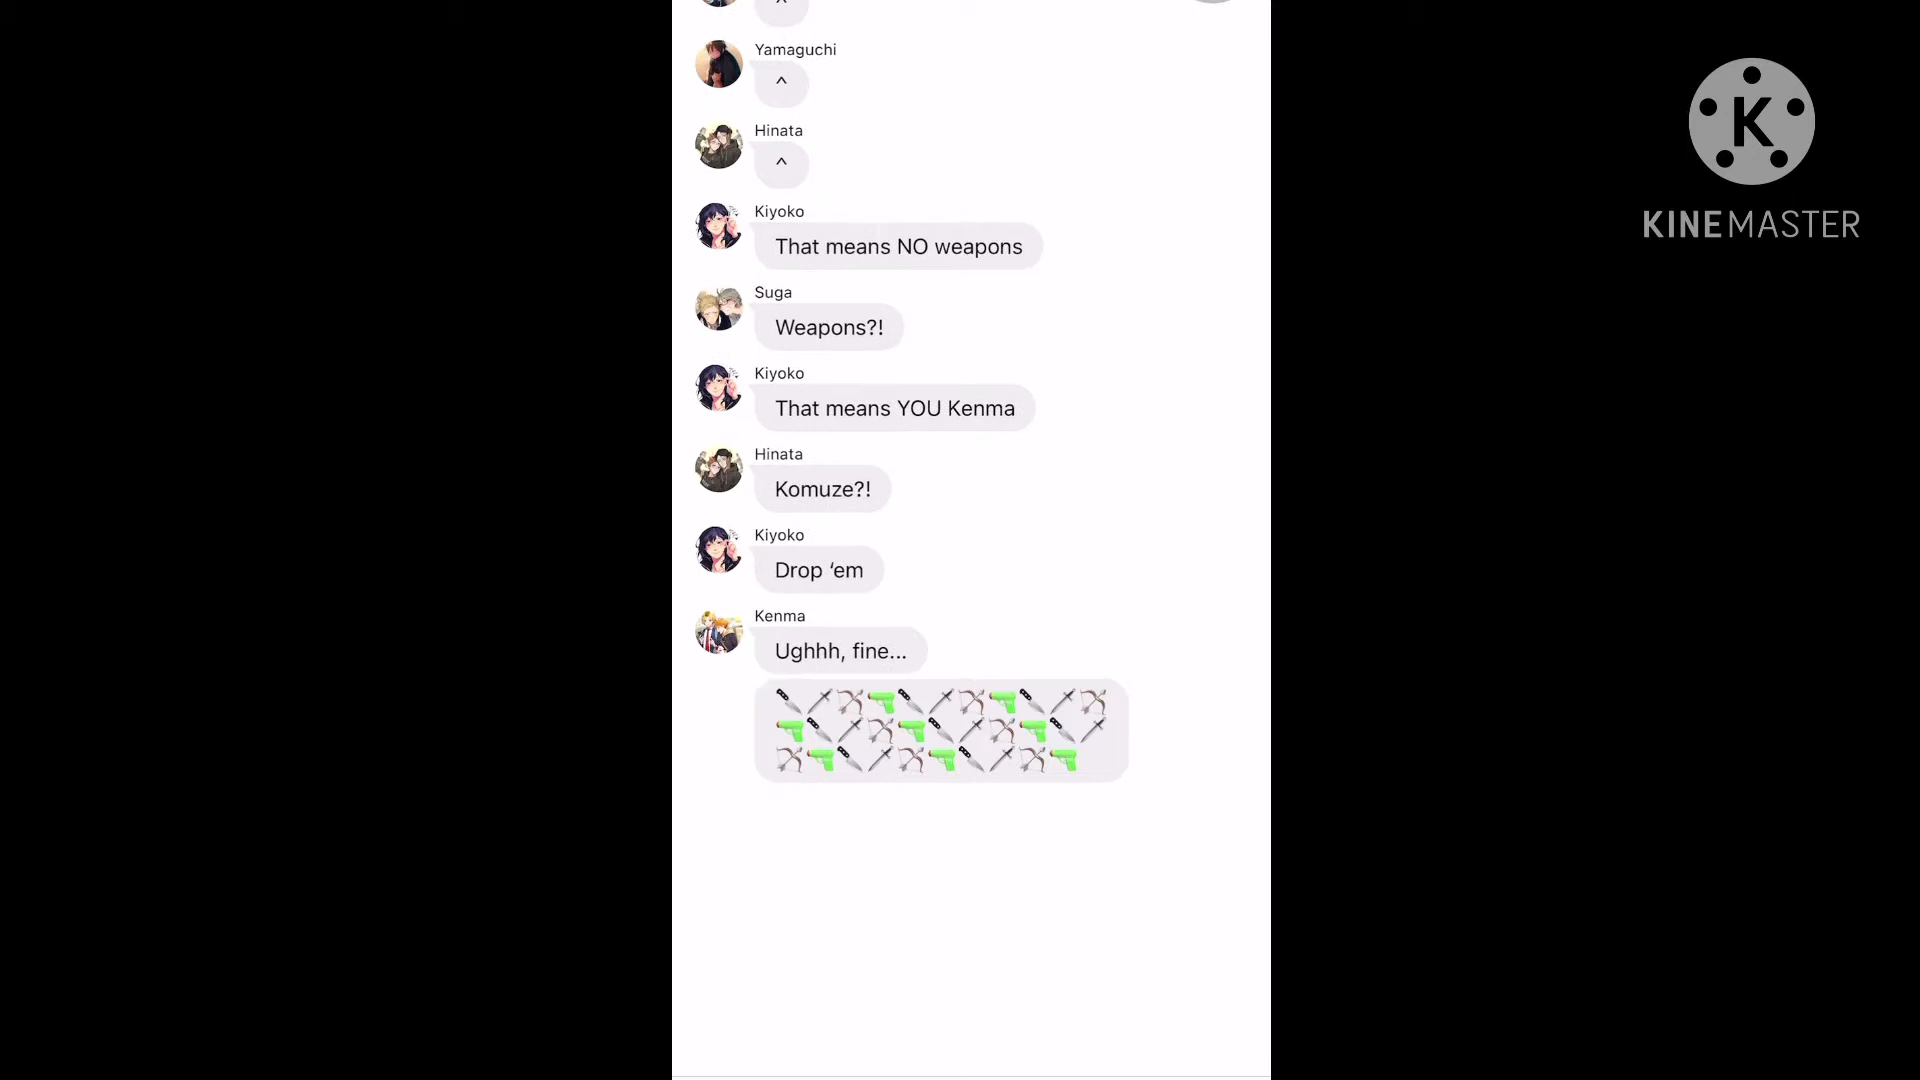 ^
Yamaguchi
^
Hinata
^
Kiyoko
That means NO weapons
Suga
Weapons?!
Kiyoko
That means YOU Kenma
Hinata
Komuze?!
Kiyoko
Drop ‘em
Kenma
Ughhh, fine...
🔪🗡🏹🔫🔪🗡🏹🔫🔪🗡🏹
🔫🔪🗡🏹🔫🔪🗡🏹🔫🔪🗡
🏹🔫🔪🗡🏹🔫🔪🗡🏹🔫
K
KINEMASTER